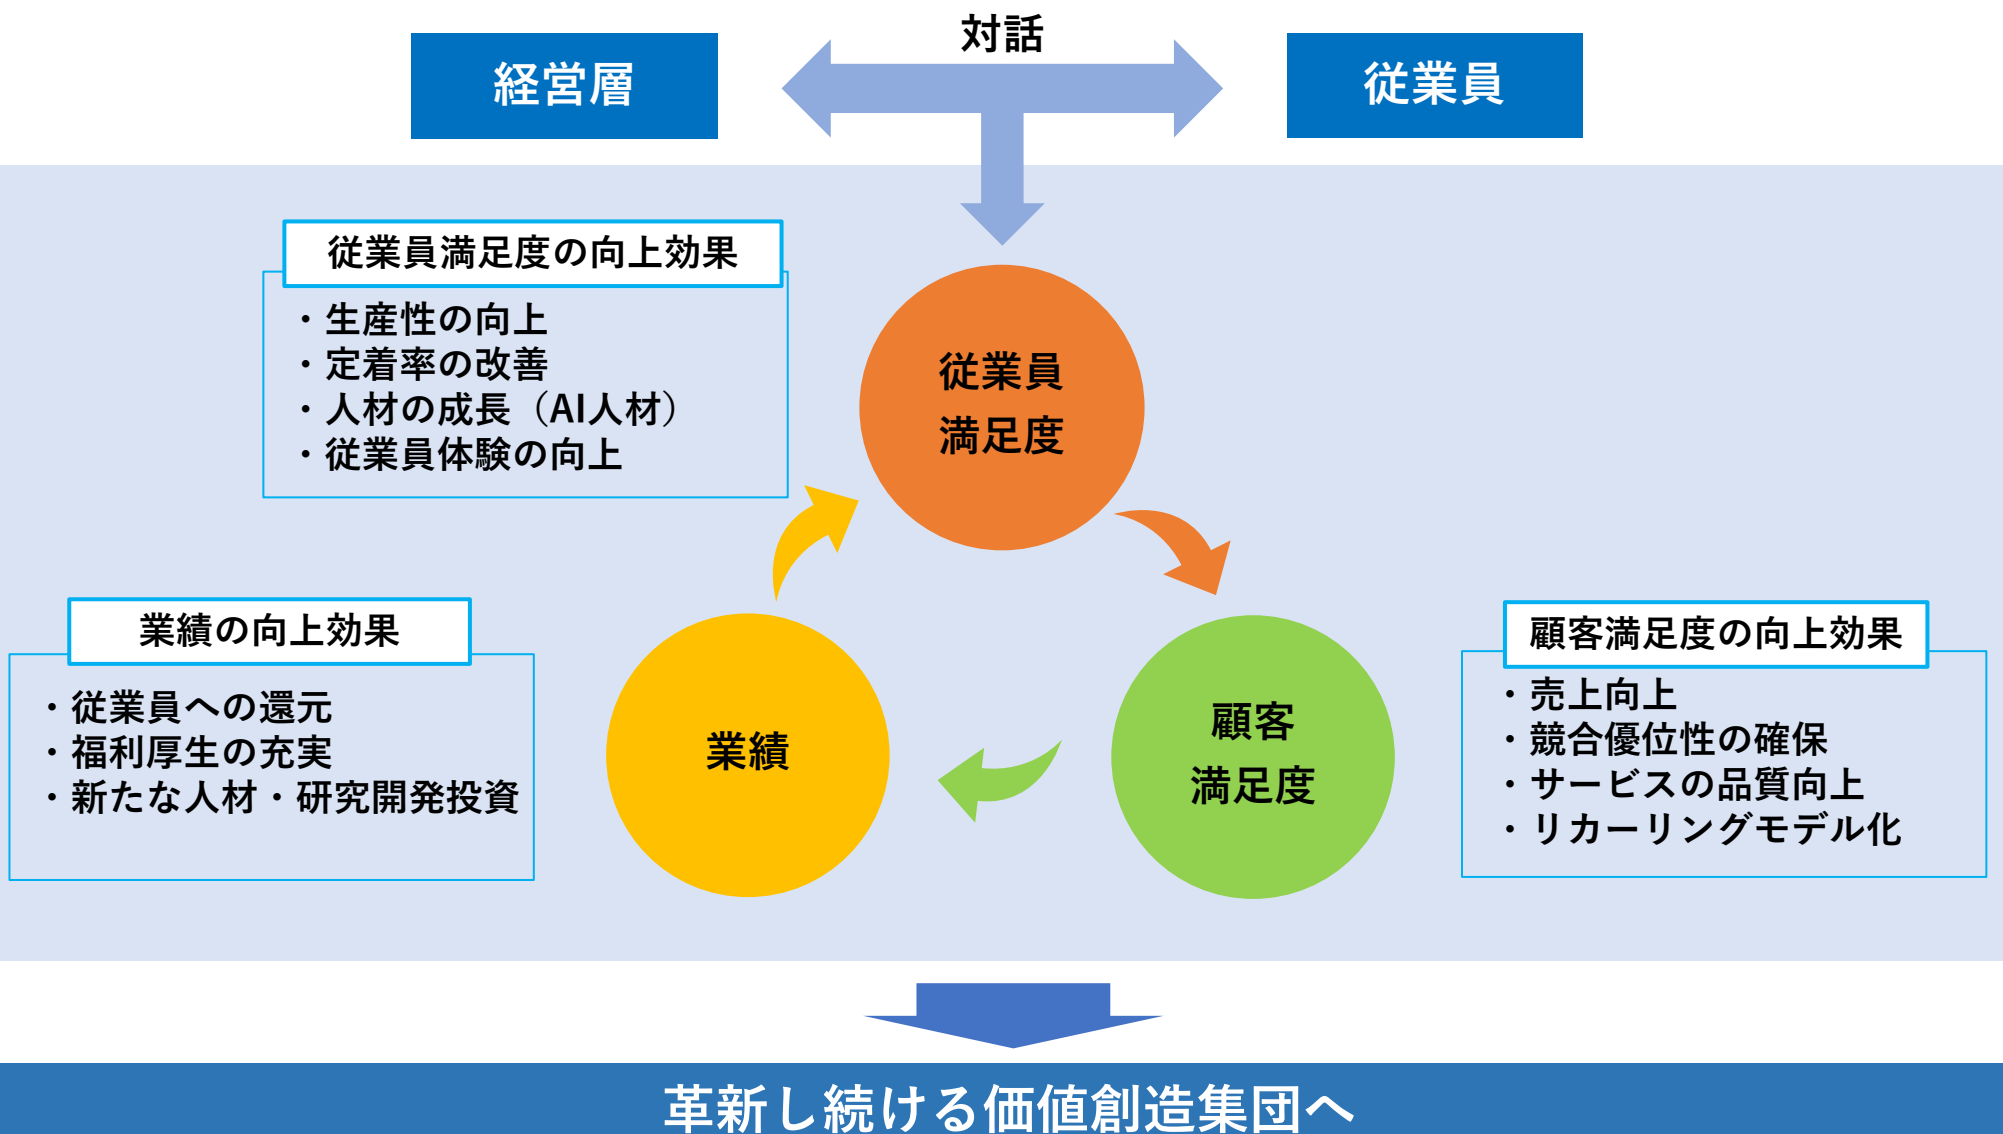 対話
経営層
従業員
従業員満足度の向上効果
・生産性の向上
・定着率の改善
・人材の成長（AI人材）
・従業員体験の向上
従業員
満足度
業績の向上効果
・従業員への還元
・福利厚生の充実
・新たな人材・研究開発投資
業績
顧客
満足度
顧客満足度の向上効果
・売上向上
・競合優位性の確保
・サービスの品質向上
・リカーリングモデル化
革新し続ける価値創造集団へ